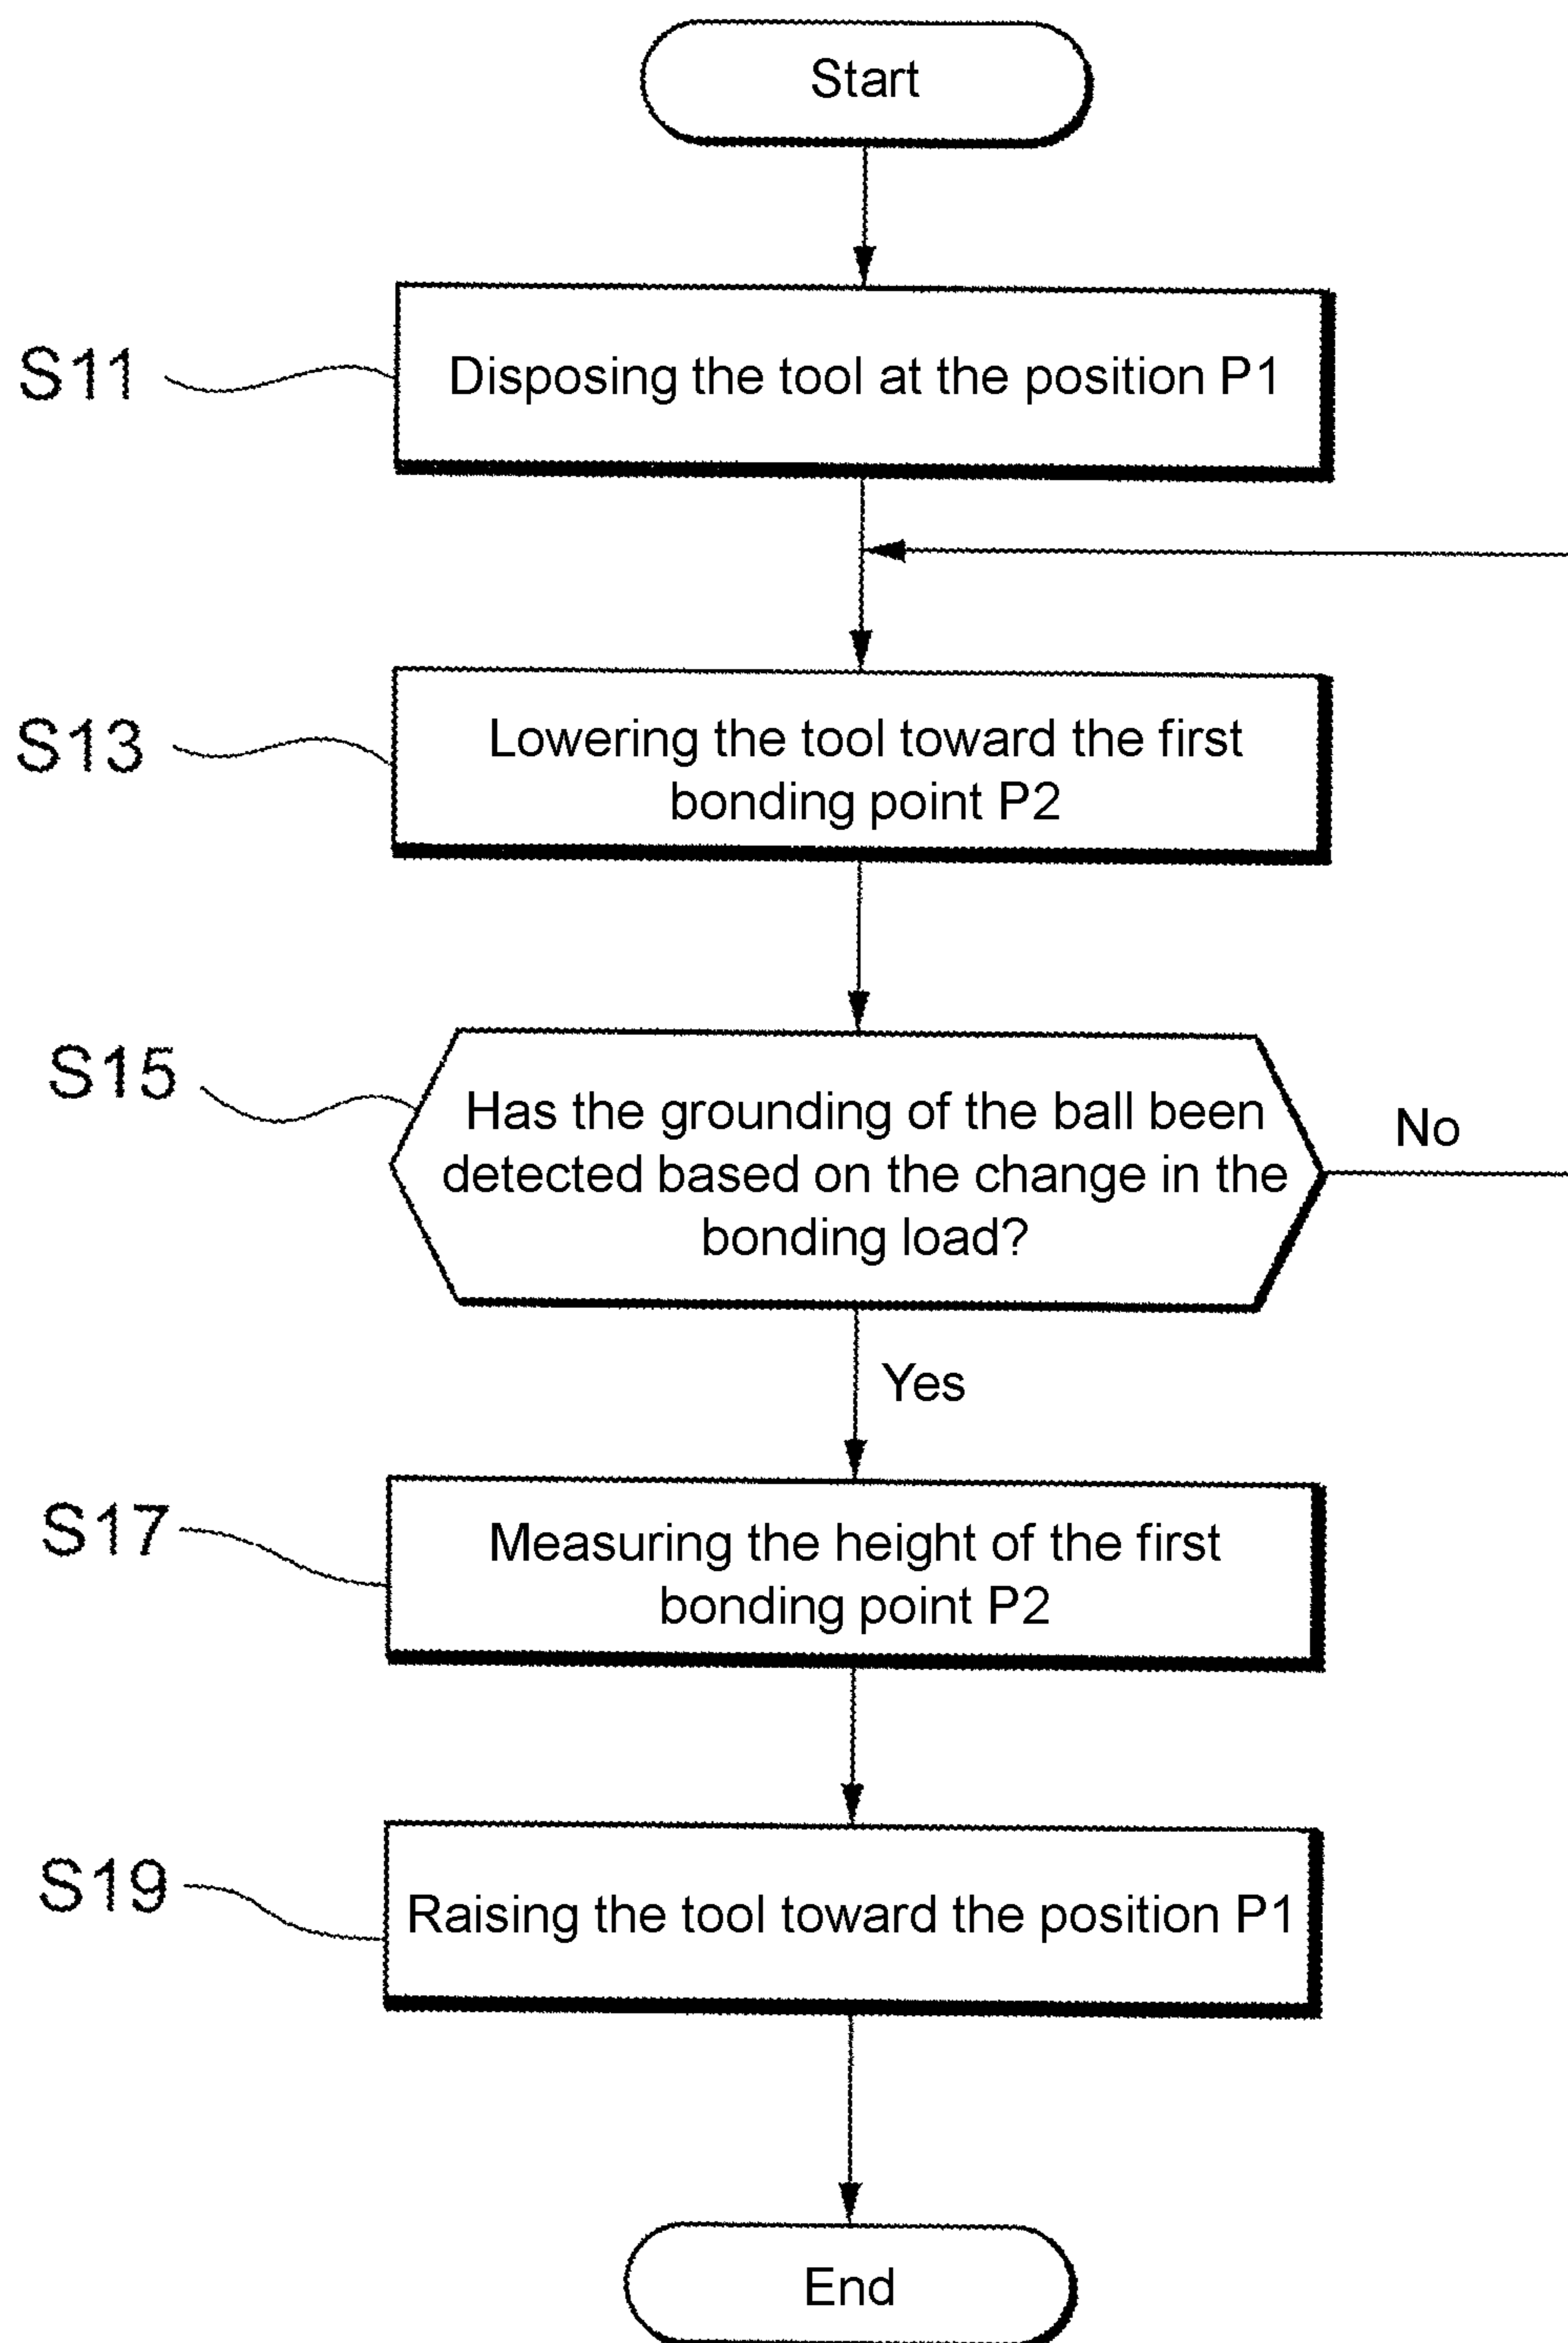 Start
S11
Disposing the tool at the position P1
S13
Lowering the tool toward the first
bonding point P2
S15
Has the grounding of the ball been
detected based on the change in the
bonding load?
No
Yes
S17
Measuring the height of the first
bonding point P2
S19
Raising the tool toward the position P1
End